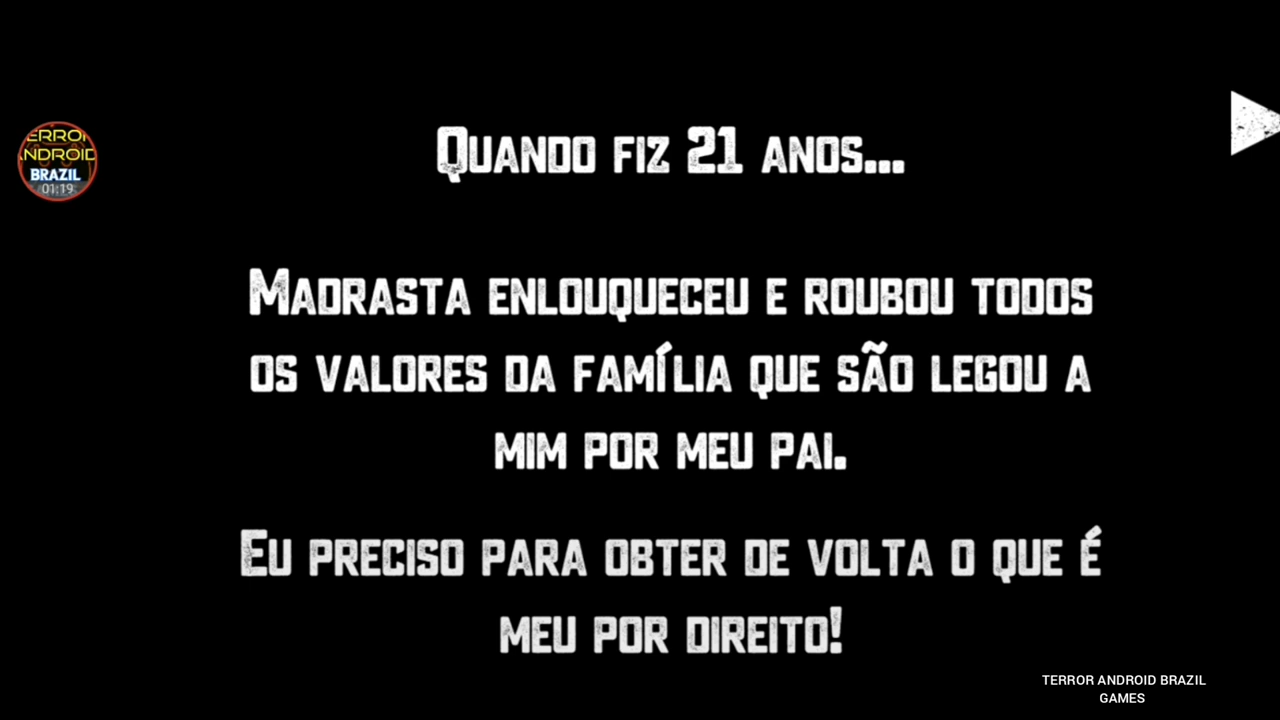 TERROR
ANDROID
BRAZIL
01:19
Quando fiz 21 anos...
Madrasta enlouqueceu e roubou todos
os valores da família que são legou a
mim por meu pai.
Eu preciso para obter de volta o que é
meu por direito!
TERROR ANDROID BRAZIL
GAMES